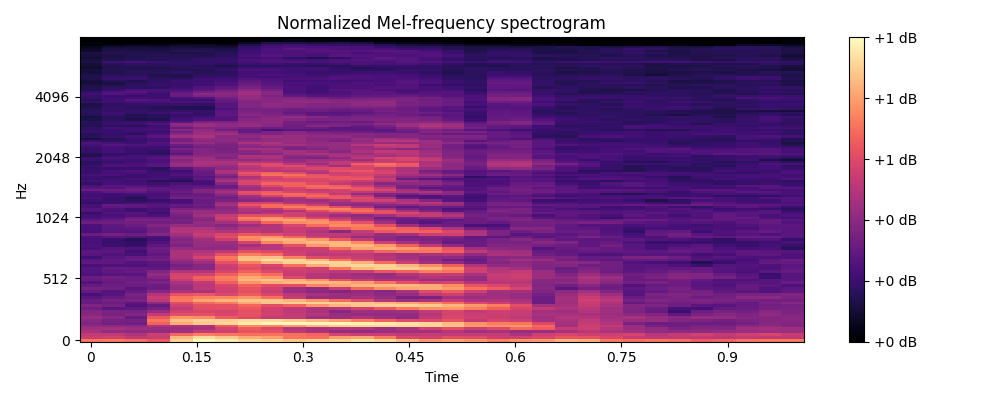 Normalized Mel-frequency spectrogram
Hz
4096
2048
1024
512
0
0 0.15 0.3 0.45 0.6 0.75 0.9
Time
+1 dB
+1 dB
+1 dB
+0 dB
+0 dB
+0 dB